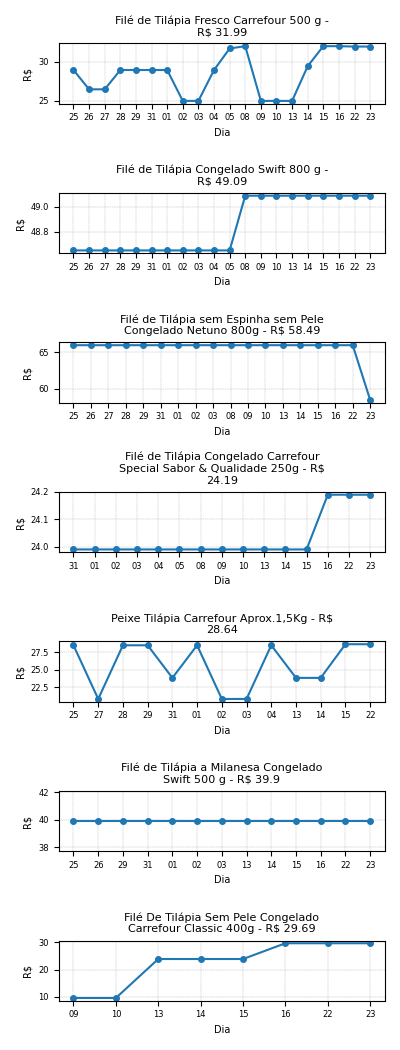 Filé de Tilápia Fresco Carrefour 500 g -
R$ 31.99
30
25
R$
25 26 27 28 29 31 01 02 03 04 05 08 09 10 13 14 15 16 22 23
Dia
Filé de Tilápia Congelado Swift 800 g -
R$ 49.09
49.0
48.8
R$
25 26 27 28 29 31 01 02 03 04 05 08 09 10 13 14 15 16 22 23
Dia
Filé de Tilápia sem Espinha sem Pele
Congelado Netuno 800g - R$ 58.49
65
60
R$
25 26 27 28 29 31 01 02 03 08 09 10 13 14 15 16 22 23
Dia
Filé de Tilápia Congelado Carrefour
Special Sabor & Qualidade 250g - R$
24.19
24.2
24.1
24.0
R$
31 01 02 03 04 05 08 09 10 13 14 15 16 22 23
Dia
Peixe Tilápia Carrefour Aprox.1,5Kg - R$
28.64
27.5
25.0
22.5
R$
25 27 28 29 31 01 02 03 04 13 14 15 22
Dia
Filé de Tilápia a Milanesa Congelado
Swift 500 g - R$ 39.9
42
40
38
R$
25 26 29 31 01 02 03 13 14 15 16 22 23
Dia
Filé De Tilápia Sem Pele Congelado
Carrefour Classic 400g - R$ 29.69
30
20
10
R$
09 10 13 14 15 16 22 23
Dia